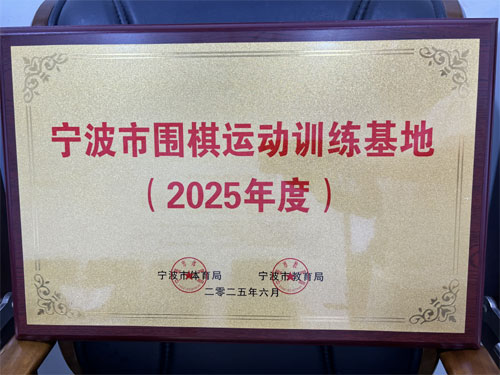 宁波市围棋运动训练基地
（2025年度）
宁波市体育局 宁波市教育局
二零二五年六月